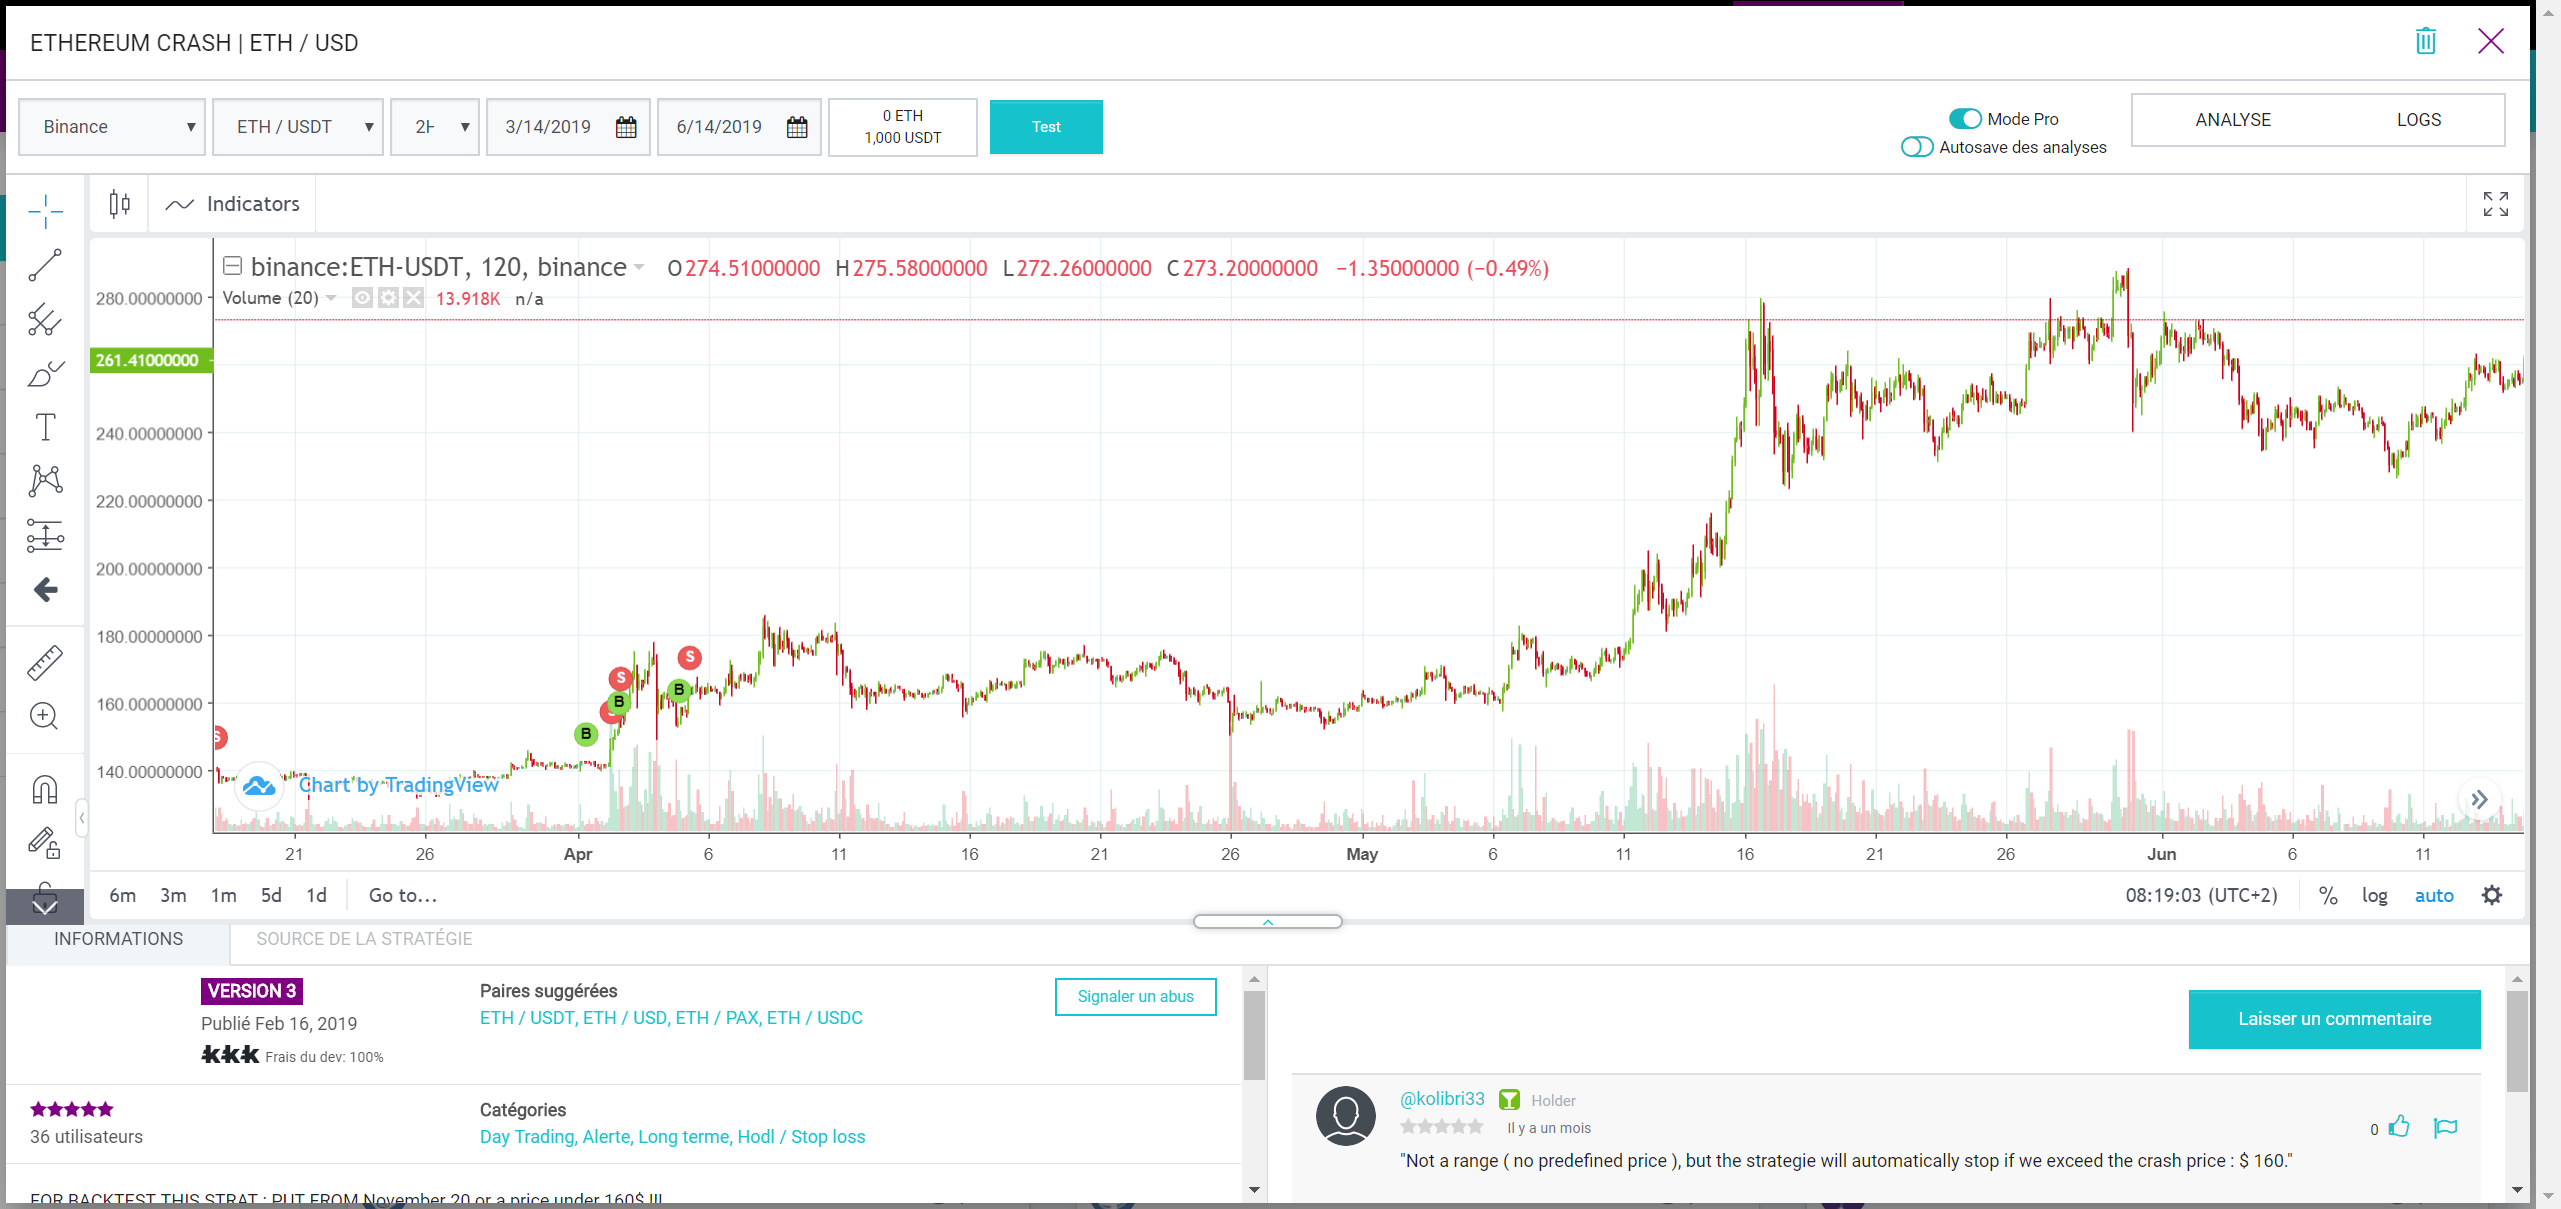 ETHEREUM CRASH | ETH / USD
Binance
ETH / USDT
3/14/2019
6/14/2019
0 ETH
1,000 USDT
Test
Mode Pro
Autosave des analyses
ANALYSE
LOGS
Indicators
binance:ETH-USDT, 120, binance O274.51000000 H275.58000000 L272.26000000 C273.20000000 −1.35000000 (−0.49%)
Volume (20) 13.918K n/a
280.00000000
261.41000000
240.00000000
220.00000000
200.00000000
180.00000000
160.00000000
140.00000000
S
S
B
S
B
B
S
Chart by TradingView
21 26 Apr 6 11 16 21 26 May 6 11 16 21 26 Jun 6 11
6m 3m 1m 5d 1d Go to... 08:19:03 (UTC+2) % log auto
INFORMATIONS
SOURCE DE LA STRATÉGIE
VERSION 3
Publié Feb 16, 2019
Frais du dev: 100%
Paires suggérées
ETH / USDT, ETH / USD, ETH / PAX, ETH / USDC
Signaler un abus
36 utilisateurs
Catégories
Day Trading, Alerte, Long terme, Hodl / Stop loss
FOR BACKTEST THIS STRAT : PUT FROM November 20 or a price under 160$ !!!
Laisser un commentaire
@kolibri33 Holder
Il y a un mois
0
"Not a range ( no predefined price ), but the strategie will automatically stop if we exceed the crash price : $ 160."